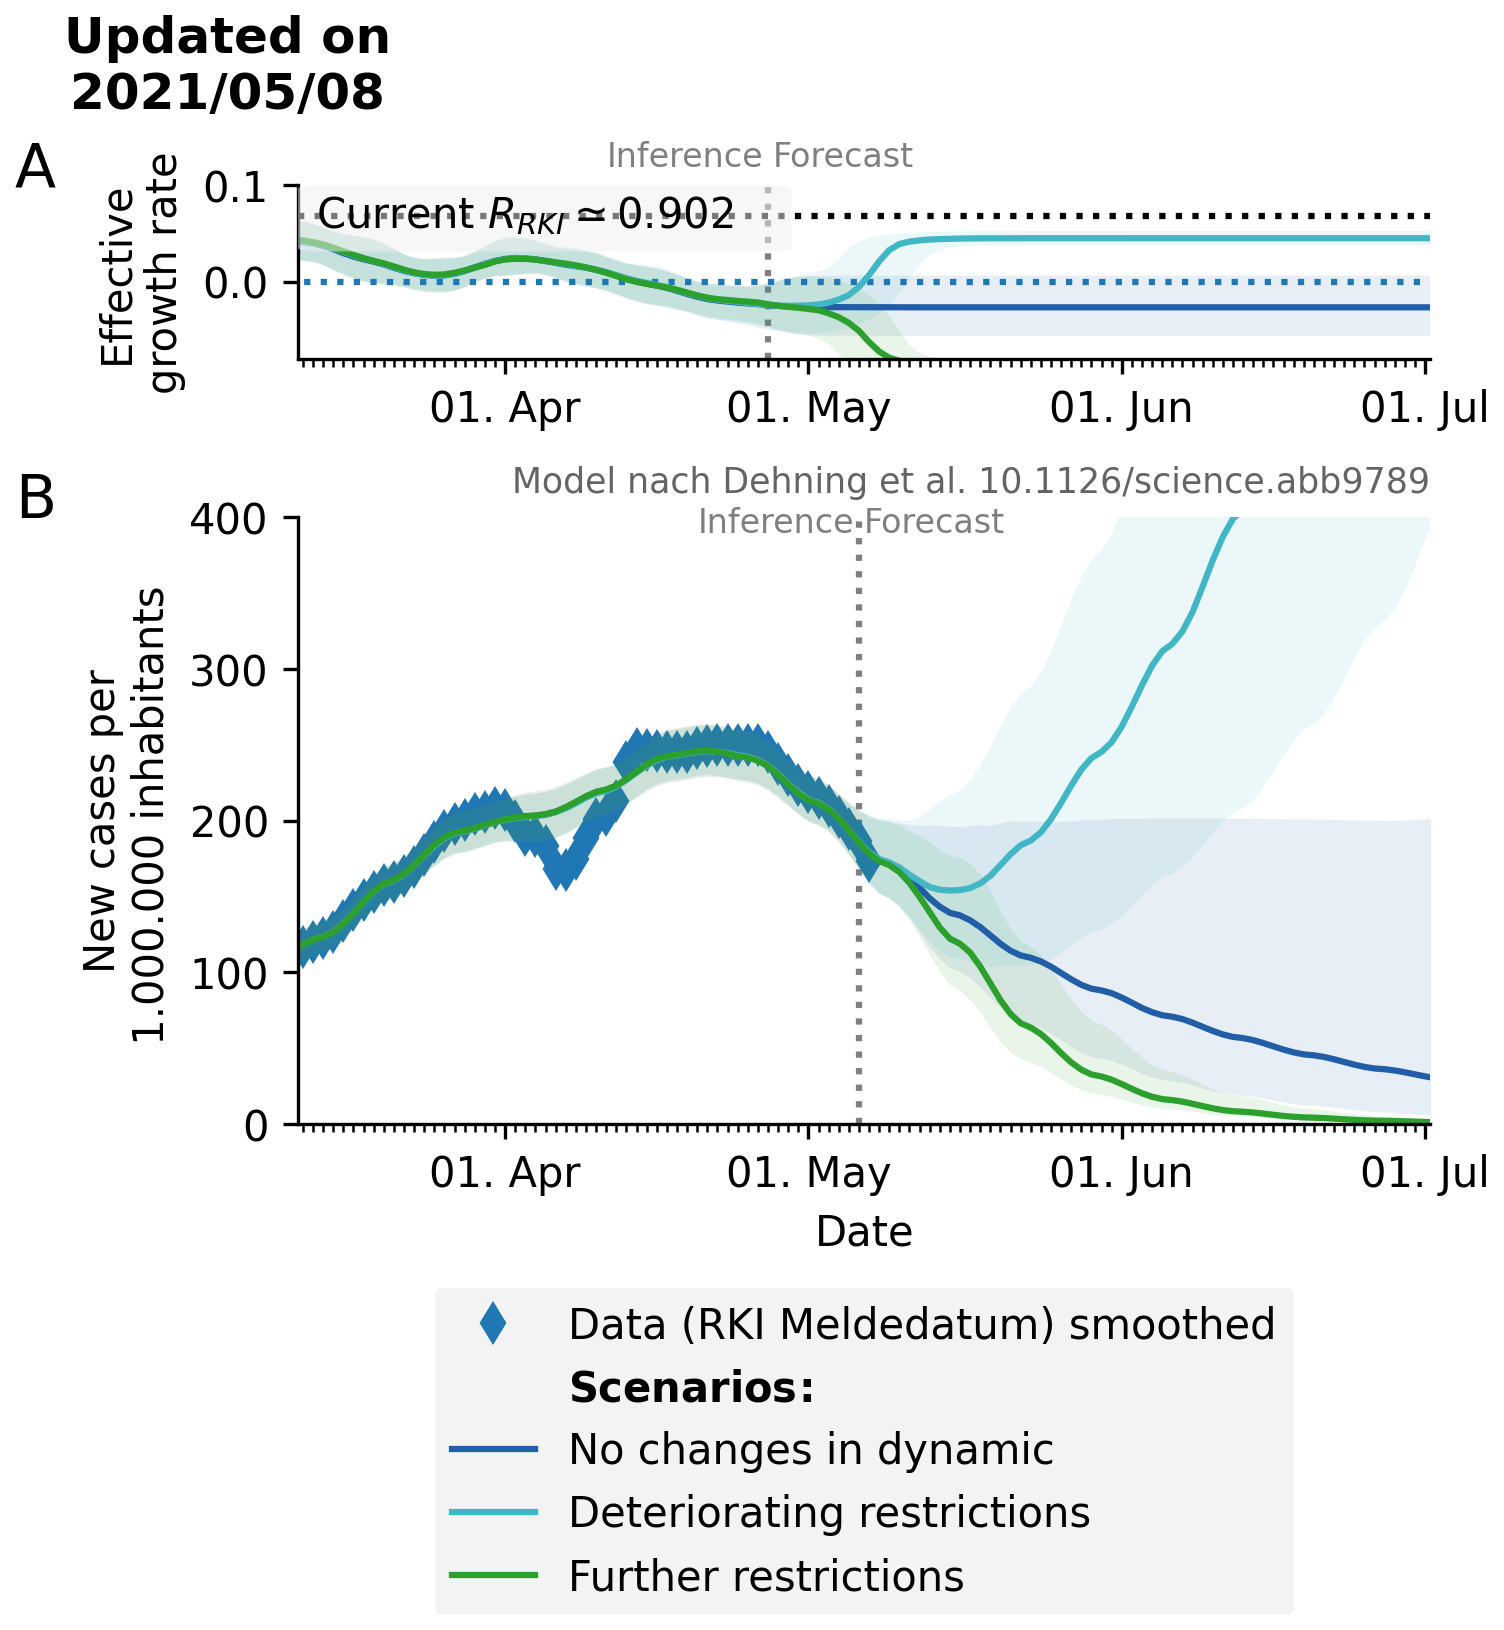 Updated on
2021/05/08
A
Inference Forecast
Effective
growth rate
0.1
0.0
Current R_RKI ≃ 0.902
01. Apr
01. May
01. Jun
01. Jul
B
Model nach Dehning et al. 10.1126/science.abb9789
Inference Forecast
New cases per
1.000.000 inhabitants
400
300
200
100
0
01. Apr
01. May
01. Jun
01. Jul
Date
Data (RKI Meldedatum) smoothed
Scenarios:
No changes in dynamic
Deteriorating restrictions
Further restrictions